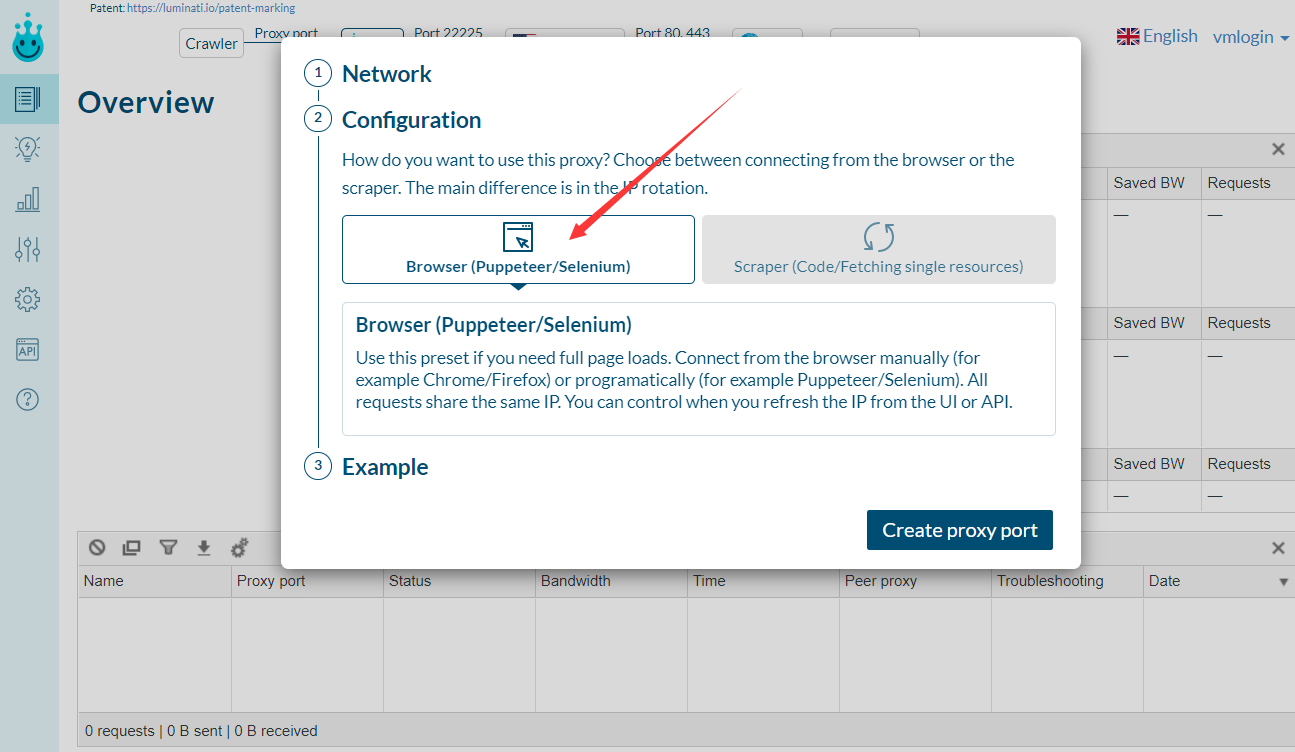 Patent: https://luminati.io/patent-marking
Crawler
Proxy port
Port 22225
Port 80, 443
English
vmlogin
Overview
1 Network
2 Configuration
How do you want to use this proxy? Choose between connecting from the browser or the
scraper. The main difference is in the IP rotation.
Browser (Puppeteer/Selenium)
Scraper (Code/Fetching single resources)
Browser (Puppeteer/Selenium)
Use this preset if you need full page loads. Connect from the browser manually (for
example Chrome/Firefox) or programatically (for example Puppeteer/Selenium). All
requests share the same IP. You can control when you refresh the IP from the UI or API.
3 Example
Create proxy port
Saved BW Requests
— —
Saved BW Requests
— —
Saved BW Requests
— —
API
?
Name Proxy port Status Bandwidth Time Peer proxy Troubleshooting Date
0 requests | 0 B sent | 0 B received